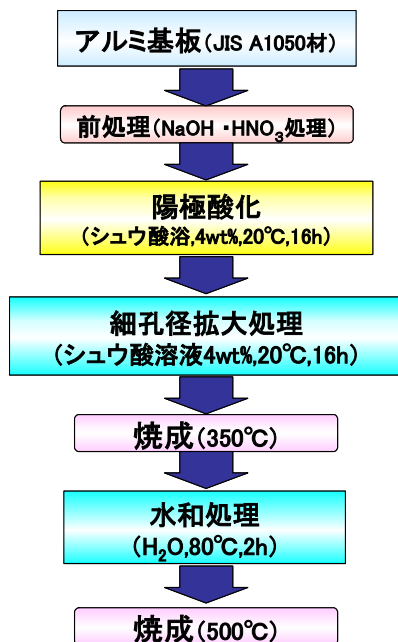 アルミ基板(JIS A1050材)
前処理(NaOH・HNO₃処理)
陽極酸化
(シュウ酸浴,4wt%,20℃,16h)
細孔径拡大処理
(シュウ酸溶液4wt%,20℃,16h)
焼成(350℃)
水和処理
(H₂O,80℃,2h)
焼成(500℃)